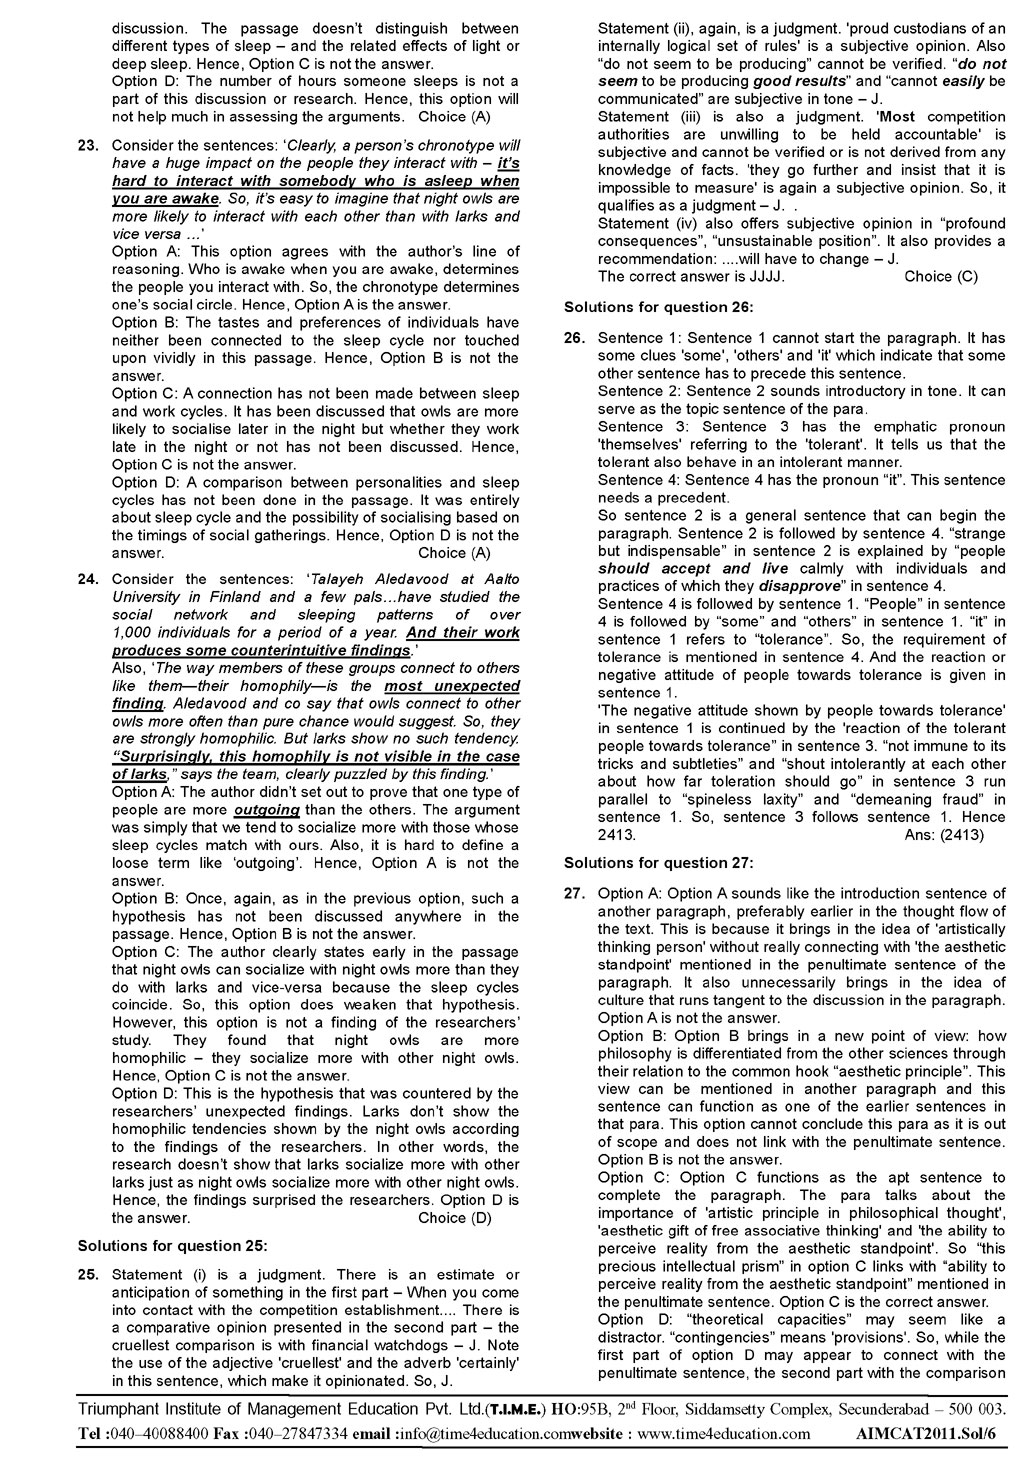 discussion. The passage doesn't distinguish between
different types of sleep – and the related effects of light or
deep sleep. Hence, Option C is not the answer.
Option D: The number of hours someone sleeps is not a
part of this discussion or research. Hence, this option will
not help much in assessing the arguments. Choice (A)
23. Consider the sentences: 'Clearly, a person's chronotype will
have a huge impact on the people they interact with – it's
hard to interact with somebody who is asleep when
you are awake. So, it's easy to imagine that night owls are
more likely to interact with each other than with larks and
vice versa …'
Option A: This option agrees with the author's line of
reasoning. Who is awake when you are awake, determines
the people you interact with. So, the chronotype determines
one's social circle. Hence, Option A is the answer.
Option B: The tastes and preferences of individuals have
neither been connected to the sleep cycle nor touched
upon vividly in this passage. Hence, Option B is not the
answer.
Option C: A connection has not been made between sleep
and work cycles. It has been discussed that owls are more
likely to socialise later in the night but whether they work
late in the night or not has not been discussed. Hence,
Option C is not the answer.
Option D: A comparison between personalities and sleep
cycles has not been done in the passage. It was entirely
about sleep cycle and the possibility of socialising based on
the timings of social gatherings. Hence, Option D is not the
answer. Choice (A)
24. Consider the sentences: 'Talayeh Aledavood at Aalto
University in Finland and a few pals…have studied the
social network and sleeping patterns of over
1,000 individuals for a period of a year. And their work
produces some counterintuitive findings.'
Also, 'The way members of these groups connect to others
like them—their homophily—is the most unexpected
finding. Aledavood and co say that owls connect to other
owls more often than pure chance would suggest. So, they
are strongly homophilic. But larks show no such tendency.
"Surprisingly, this homophily is not visible in the case
of larks," says the team, clearly puzzled by this finding.'
Option A: The author didn't set out to prove that one type of
people are more outgoing than the others. The argument
was simply that we tend to socialize more with those whose
sleep cycles match with ours. Also, it is hard to define a
loose term like 'outgoing'. Hence, Option A is not the
answer.
Option B: Once, again, as in the previous option, such a
hypothesis has not been discussed anywhere in the
passage. Hence, Option B is not the answer.
Option C: The author clearly states early in the passage
that night owls can socialize with night owls more than they
do with larks and vice-versa because the sleep cycles
coincide. So, this option does weaken that hypothesis.
However, this option is not a finding of the researchers'
study. They found that night owls are more
homophilic – they socialize more with other night owls.
Hence, Option C is not the answer.
Option D: This is the hypothesis that was countered by the
researchers' unexpected findings. Larks don't show the
homophilic tendencies shown by the night owls according
to the findings of the researchers. In other words, the
research doesn't show that larks socialize more with other
larks just as night owls socialize more with other night owls.
Hence, the findings surprised the researchers. Option D is
the answer. Choice (D)
Solutions for question 25:
25. Statement (i) is a judgment. There is an estimate or
anticipation of something in the first part – When you come
into contact with the competition establishment.... There is
a comparative opinion presented in the second part – the
cruellest comparison is with financial watchdogs – J. Note
the use of the adjective 'cruellest' and the adverb 'certainly'
in this sentence, which make it opinionated. So, J.
Statement (ii), again, is a judgment. 'proud custodians of an
internally logical set of rules' is a subjective opinion. Also
"do not seem to be producing" cannot be verified. "do not
seem to be producing good results" and "cannot easily be
communicated" are subjective in tone – J.
Statement (iii) is also a judgment. 'Most competition
authorities are unwilling to be held accountable' is
subjective and cannot be verified or is not derived from any
knowledge of facts. 'they go further and insist that it is
impossible to measure' is again a subjective opinion. So, it
qualifies as a judgment – J. .
Statement (iv) also offers subjective opinion in "profound
consequences", "unsustainable position". It also provides a
recommendation: ....will have to change – J.
The correct answer is JJJJ. Choice (C)
Solutions for question 26:
26. Sentence 1: Sentence 1 cannot start the paragraph. It has
some clues 'some', 'others' and 'it' which indicate that some
other sentence has to precede this sentence.
Sentence 2: Sentence 2 sounds introductory in tone. It can
serve as the topic sentence of the para.
Sentence 3: Sentence 3 has the emphatic pronoun
'themselves' referring to the 'tolerant'. It tells us that the
tolerant also behave in an intolerant manner.
Sentence 4: Sentence 4 has the pronoun "it". This sentence
needs a precedent.
So sentence 2 is a general sentence that can begin the
paragraph. Sentence 2 is followed by sentence 4. "strange
but indispensable" in sentence 2 is explained by "people
should accept and live calmly with individuals and
practices of which they disapprove" in sentence 4.
Sentence 4 is followed by sentence 1. "People" in sentence
4 is followed by "some" and "others" in sentence 1. "it" in
sentence 1 refers to "tolerance". So, the requirement of
tolerance is mentioned in sentence 4. And the reaction or
negative attitude of people towards tolerance is given in
sentence 1.
'The negative attitude shown by people towards tolerance'
in sentence 1 is continued by the 'reaction of the tolerant
people towards tolerance" in sentence 3. "not immune to its
tricks and subtleties" and "shout intolerantly at each other
about how far toleration should go" in sentence 3 run
parallel to "spineless laxity" and "demeaning fraud" in
sentence 1. So, sentence 3 follows sentence 1. Hence
2413. Ans: (2413)
Solutions for question 27:
27. Option A: Option A sounds like the introduction sentence of
another paragraph, preferably earlier in the thought flow of
the text. This is because it brings in the idea of 'artistically
thinking person' without really connecting with 'the aesthetic
standpoint' mentioned in the penultimate sentence of the
paragraph. It also unnecessarily brings in the idea of
culture that runs tangent to the discussion in the paragraph.
Option A is not the answer.
Option B: Option B brings in a new point of view: how
philosophy is differentiated from the other sciences through
their relation to the common hook "aesthetic principle". This
view can be mentioned in another paragraph and this
sentence can function as one of the earlier sentences in
that para. This option cannot conclude this para as it is out
of scope and does not link with the penultimate sentence.
Option B is not the answer.
Option C: Option C functions as the apt sentence to
complete the paragraph. The para talks about the
importance of 'artistic principle in philosophical thought',
'aesthetic gift of free associative thinking' and 'the ability to
perceive reality from the aesthetic standpoint'. So "this
precious intellectual prism" in option C links with "ability to
perceive reality from the aesthetic standpoint" mentioned in
the penultimate sentence. Option C is the correct answer.
Option D: "theoretical capacities" may seem like a
distractor. "contingencies" means 'provisions'. So, while the
first part of option D may appear to connect with the
penultimate sentence, the second part with the comparison
Triumphant Institute of Management Education Pvt. Ltd.(T.I.M.E.) HO:95B, 2nd Floor, Siddamsetty Complex, Secunderabad – 500 003.
Tel :040–40088400 Fax :040–27847334 email :info@time4education.comwebsite : www.time4education.com AIMCAT2011.Sol/6